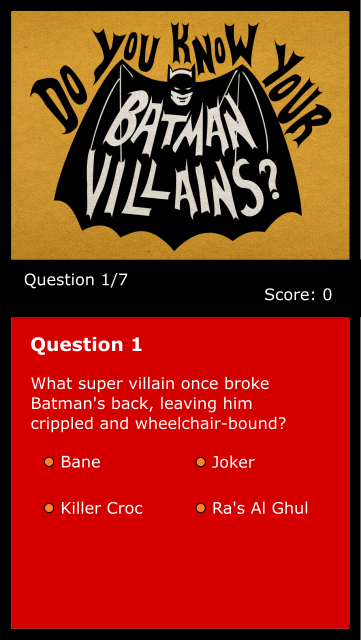 Do You Know Your
Batman
Villains?
Question 1/7
Score: 0
Question 1
What super villain once broke
Batman's back, leaving him
crippled and wheelchair-bound?
Bane
Joker
Killer Croc
Ra's Al Ghul